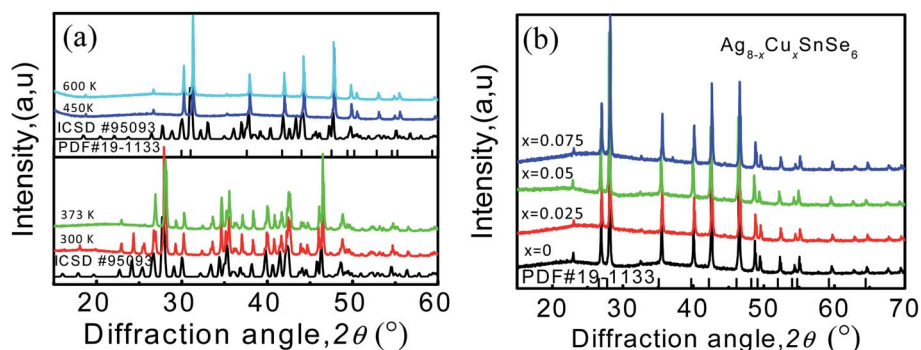 (a)
600 K
450K
ICSD #95093
PDF#19-1133
373 K
300 K
ICSD #95093
20 30 40 50 60
Diffraction angle,2θ (°)
Intensity,(a,u)
(b)
Ag8-xCuxSnSe6
x=0.075
x=0.05
x=0.025
x=0
PDF#19-1133
20 30 40 50 60 70
Diffraction angle,2θ (°)
Intensity,(a,u)